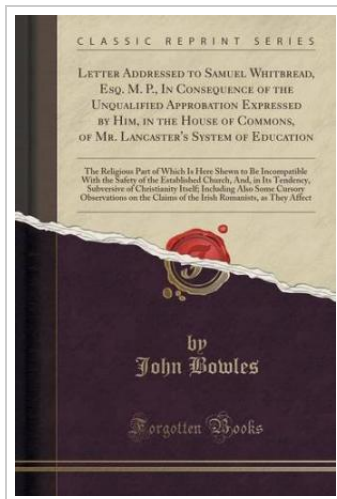 CLASSIC REPRINT SERIES
LETTER ADDRESSED TO SAMUEL WHITBREAD,
ESQ. M. P., IN CONSEQUENCE OF THE
UNQUALIFIED APPROBATION EXPRESSED
BY HIM, IN THE HOUSE OF COMMONS,
OF MR. LANCASTER'S SYSTEM OF EDUCATION
The Religious Part of Which Is Here Shewn to Be Incompatible
With the Safety of the Established Church, And, in Its Tendency,
Subversive of Christianity Itself; Including Also Some Cursory
Observations on the Claims of the Irish Romanists, as They Affect
F
by
John Bowles
Forgotten Books